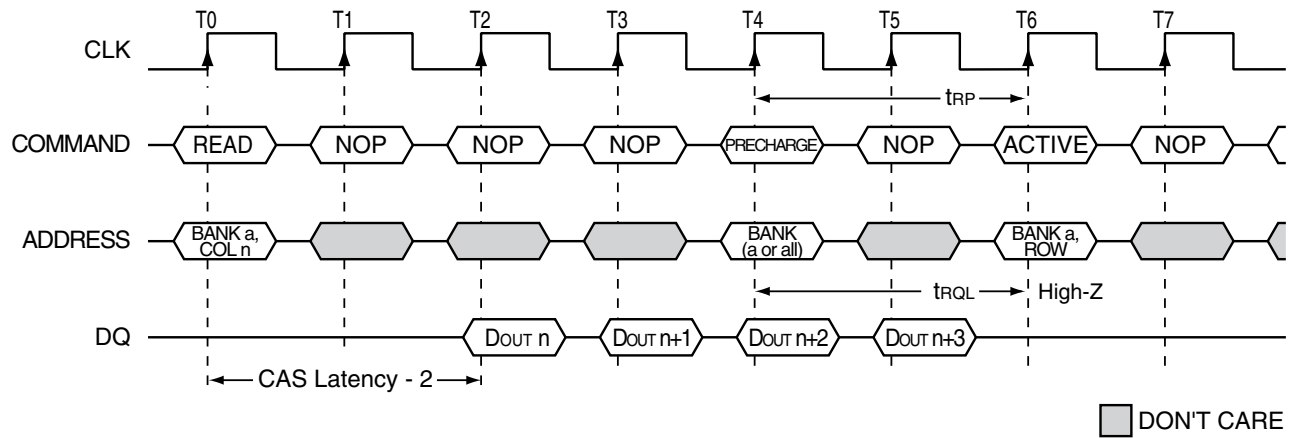 T0 T1 T2 T3 T4 T5 T6 T7
CLK
tRP
COMMAND READ NOP NOP NOP PRECHARGE NOP ACTIVE NOP
ADDRESS BANK a, BANK BANK a,
COL n (a or all) ROW
tRQL High-Z
DQ DOUT n DOUT n+1 DOUT n+2 DOUT n+3
CAS Latency - 2
DON'T CARE